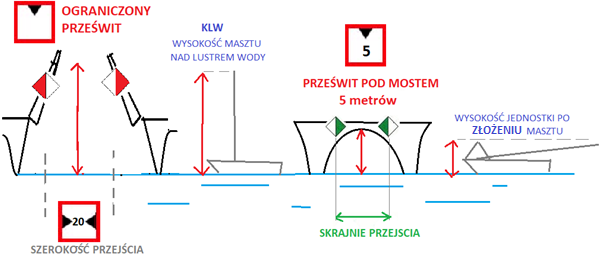 OGRANICZONY
PRZEŚWIT
KLW
WYSOKOŚĆ MASZTU
NAD LUSTREM WODY
5
PRZEŚWIT POD MOSTEM
5 metrów
WYSOKOŚĆ JEDNOSTKI PO
ZŁOŻENIU MASZTU
20
SZEROKOŚĆ PRZEJŚCIA
SKRAJNIE PRZEJSCIA